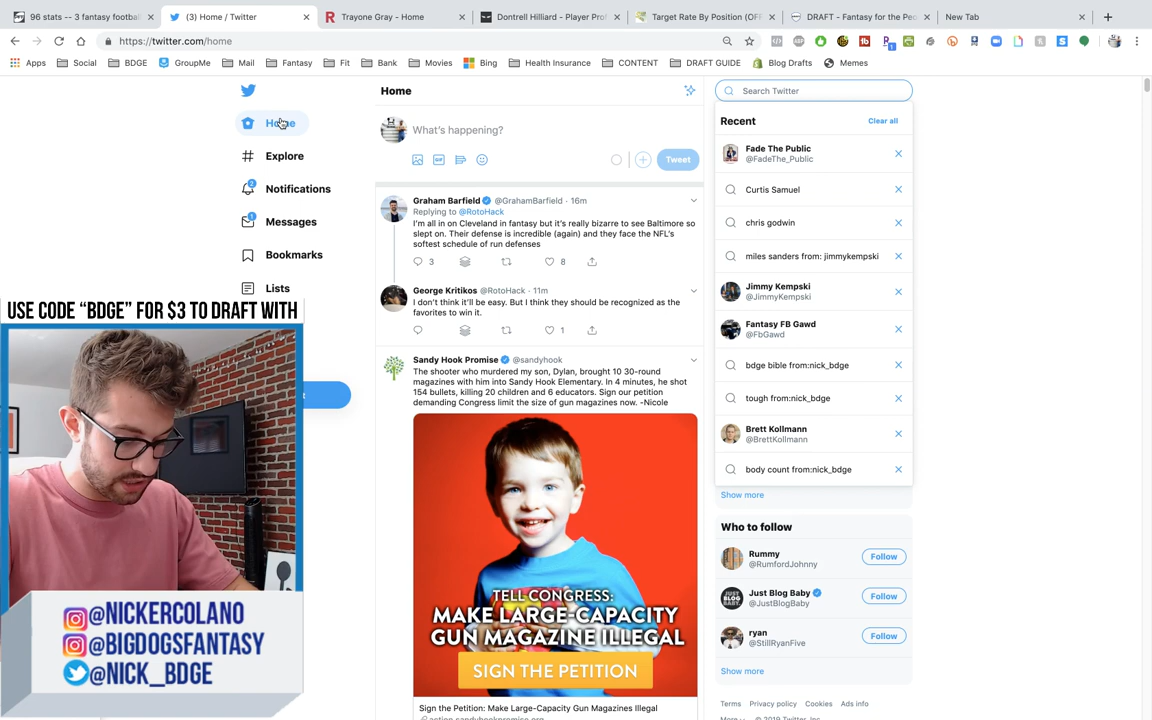 96 stats -- 3 fantasy footbal
(3) Home / Twitter
Trayone Gray - Home
Dontrell Hilliard - Player Prof
Target Rate By Position (OFF
DRAFT - Fantasy for the Peo
New Tab
https://twitter.com/home
Apps
Social
BDGE
GroupMe
Mail
Fantasy
Fit
Bank
Movies
Bing
Health Insurance
CONTENT
DRAFT GUIDE
Blog Drafts
Memes
Home
Explore
Notifications
2
Messages
1
Bookmarks
Lists
Home
What's happening?
Tweet
Graham Barfield @GrahamBarfield · 16m
Replying to @RotoHack
I'm all in on Cleveland in fantasy but it's really bizarre to see Baltimore so
slept on. Their defense is incredible (again) and they face the NFL's
softest schedule of run defenses
3
8
George Kritikos @RotoHack · 11m
I don't think it'll be easy. But I think they should be recognized as the
favorites to win it.
1
Sandy Hook Promise @sandyhook
The shooter who murdered my son, Dylan, brought 10 30-round
magazines with him into Sandy Hook Elementary. In 4 minutes, he shot
154 bullets, killing 20 children and 6 educators. Sign our petition
demanding Congress limit the size of gun magazines now. -Nicole
TELL CONGRESS:
MAKE LARGE-CAPACITY
GUN MAGAZINE ILLEGAL
SIGN THE PETITION
Sign the Petition: Make Large-Capacity Gun Magazines Illegal
action.sandyhookpromise.org
Search Twitter
Recent
Clear all
Fade The Public
@FadeThe_Public
Curtis Samuel
chris godwin
miles sanders from: jimmykempski
Jimmy Kempski
@JimmyKempski
Fantasy FB Gawd
@FbGawd
bdge bible from:nick_bdge
tough from:nick_bdge
Brett Kollmann
@BrettKollmann
body count from:nick_bdge
Show more
Who to follow
Rummy
@RumfordJohnny
Follow
Just Blog Baby
@JustBlogBaby
Follow
ryan
@StillRyanFive
Follow
Show more
Terms
Privacy policy
Cookies
Ads info
More
© 2019 Twitter, Inc.
USE CODE “BDGE” FOR $3 TO DRAFT WITH
@NICKERCOLANO
@BIGDOGSFANTASY
@NICK_BDGE